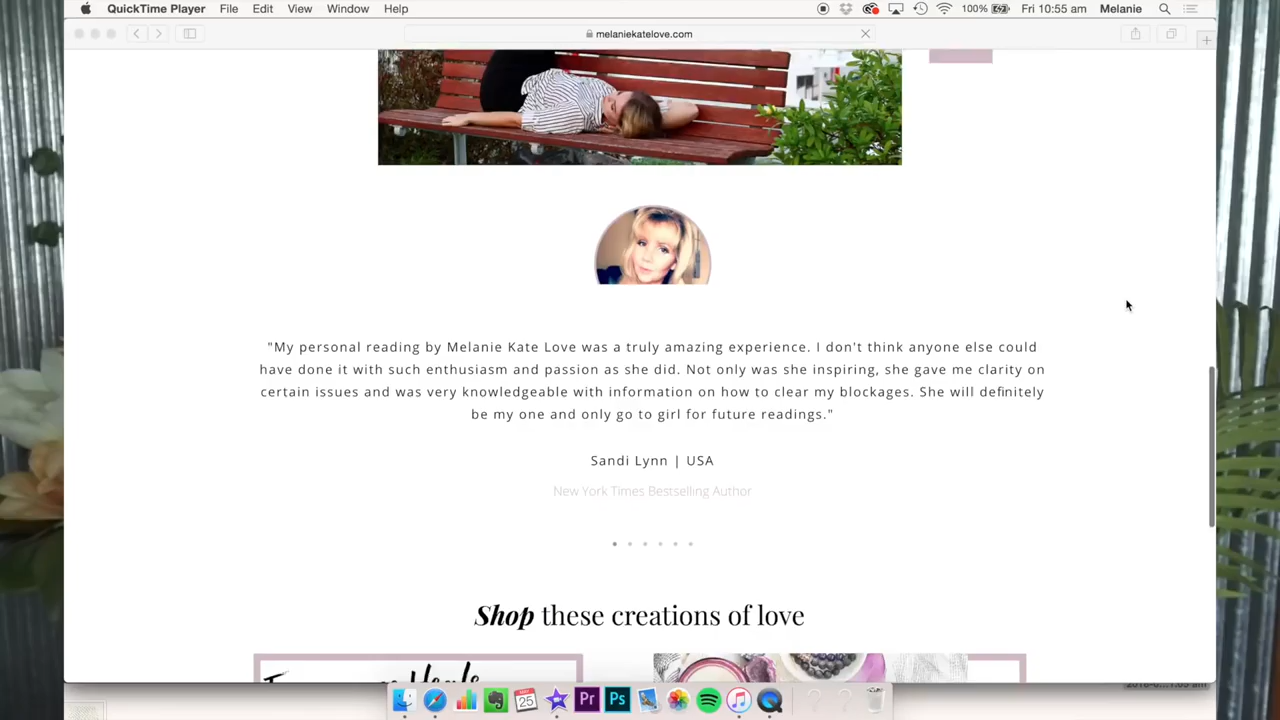 QuickTime Player File Edit View Window Help 100% Fri 10:55 am Melanie
melaniekatelove.com
"My personal reading by Melanie Kate Love was a truly amazing experience. I don't think anyone else could
have done it with such enthusiasm and passion as she did. Not only was she inspiring, she gave me clarity on
certain issues and was very knowledgeable with information on how to clear my blockages. She will definitely
be my one and only go to girl for future readings."
Sandi Lynn | USA
New York Times Bestselling Author
Shop these creations of love
MAY
25
Pr
Ps